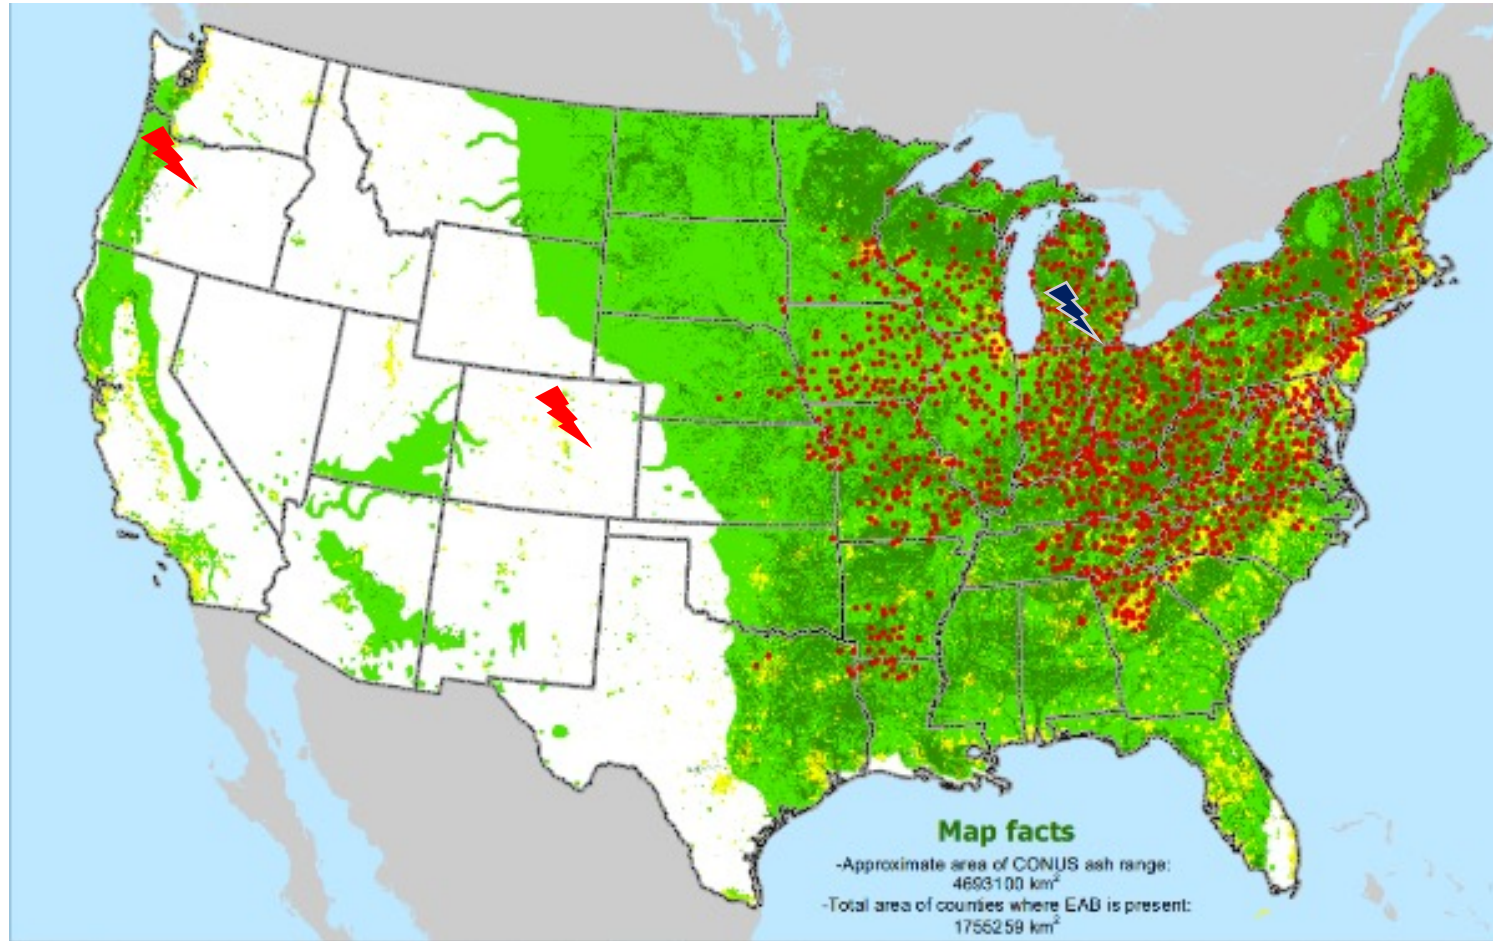 Map facts
-Approximate area of CONUS ash range:
4693100 km²
-Total area of counties where EAB is present:
1755259 km²